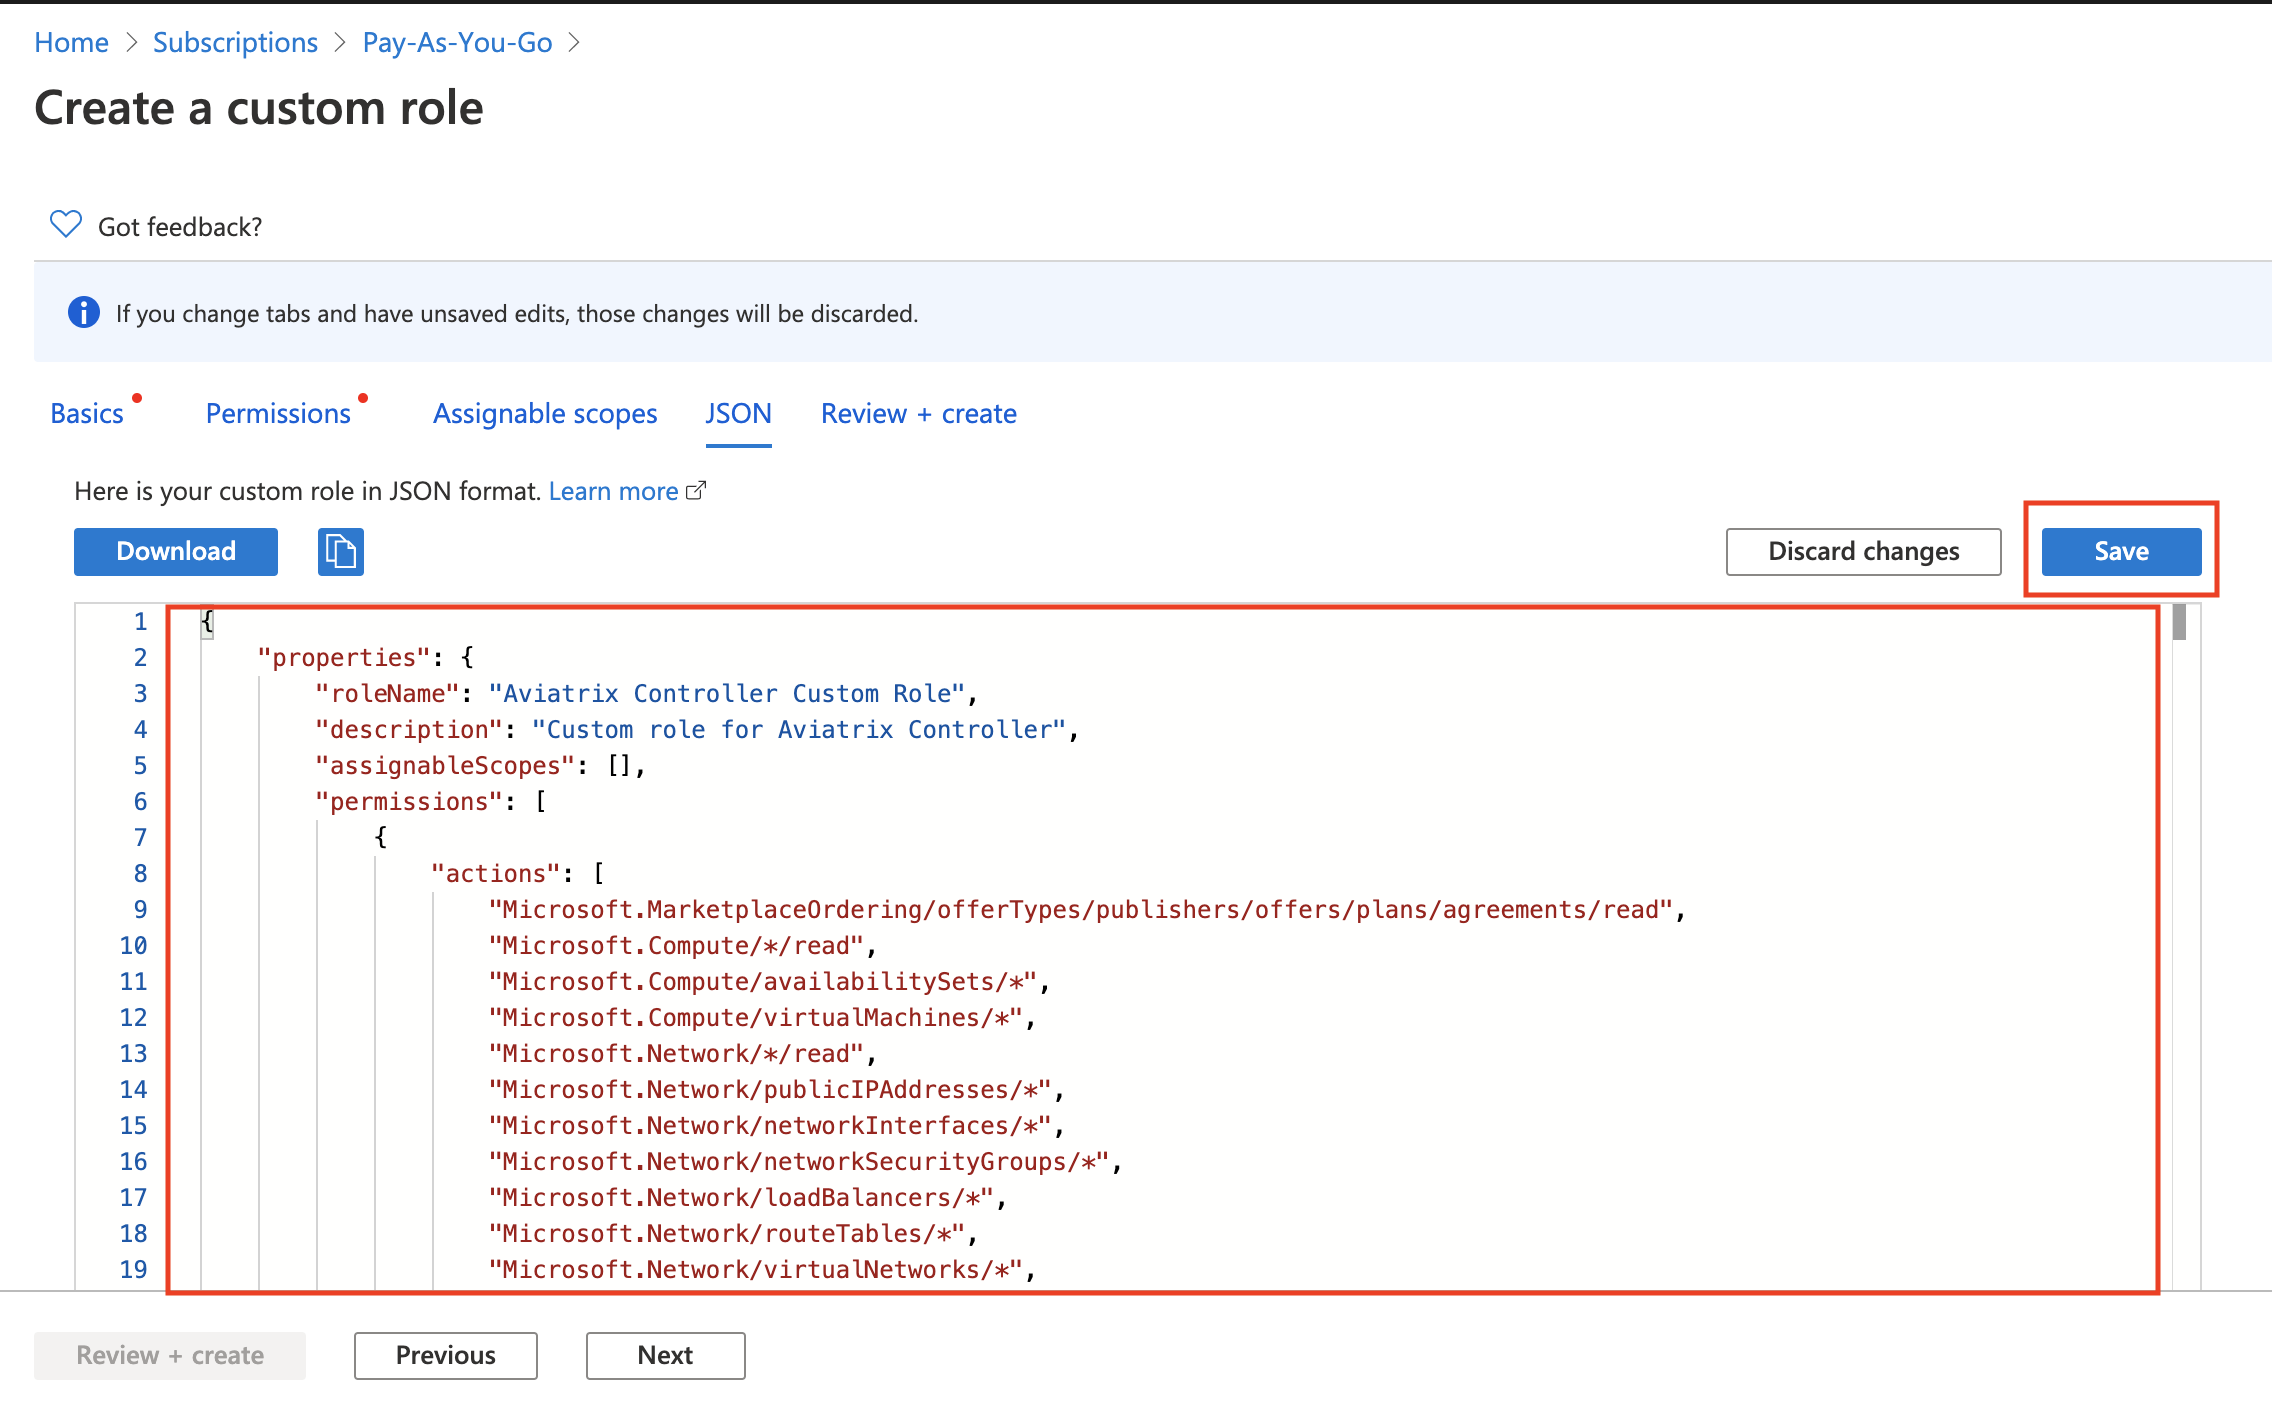 Home > Subscriptions > Pay-As-You-Go >
Create a custom role
Got feedback?
If you change tabs and have unsaved edits, those changes will be discarded.
Basics Permissions Assignable scopes JSON Review + create
Here is your custom role in JSON format. Learn more
Download Discard changes Save
1 {
2 "properties": {
3 "roleName": "Aviatrix Controller Custom Role",
4 "description": "Custom role for Aviatrix Controller",
5 "assignableScopes": [],
6 "permissions": [
7 {
8 "actions": [
9 "Microsoft.MarketplaceOrdering/offerTypes/publishers/offers/plans/agreements/read",
10 "Microsoft.Compute/*/read",
11 "Microsoft.Compute/availabilitySets/*",
12 "Microsoft.Compute/virtualMachines/*",
13 "Microsoft.Network/*/read",
14 "Microsoft.Network/publicIPAddresses/*",
15 "Microsoft.Network/networkInterfaces/*",
16 "Microsoft.Network/networkSecurityGroups/*",
17 "Microsoft.Network/loadBalancers/*",
18 "Microsoft.Network/routeTables/*",
19 "Microsoft.Network/virtualNetworks/*",
Review + create Previous Next